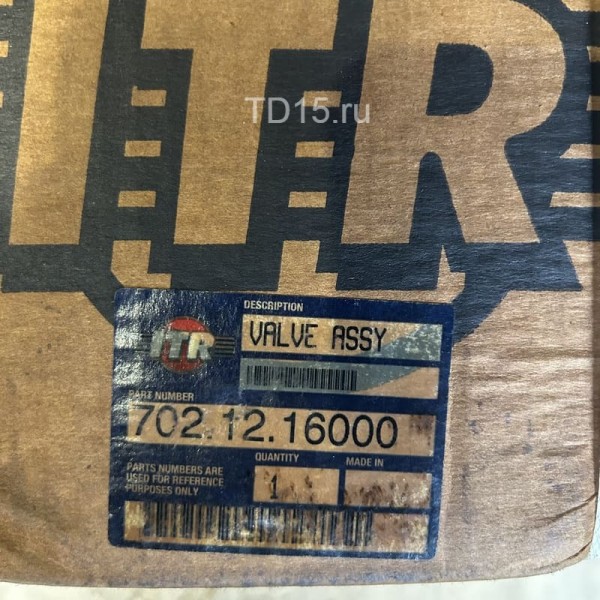 ITR
TD15.ru
DESCRIPTION
ITR
VALVE ASSY
PART NUMBER
702.12.16000
QUANTITY
MADE IN
PARTS NUMBERS ARE
USED FOR REFERENCE
PURPOSES ONLY
1